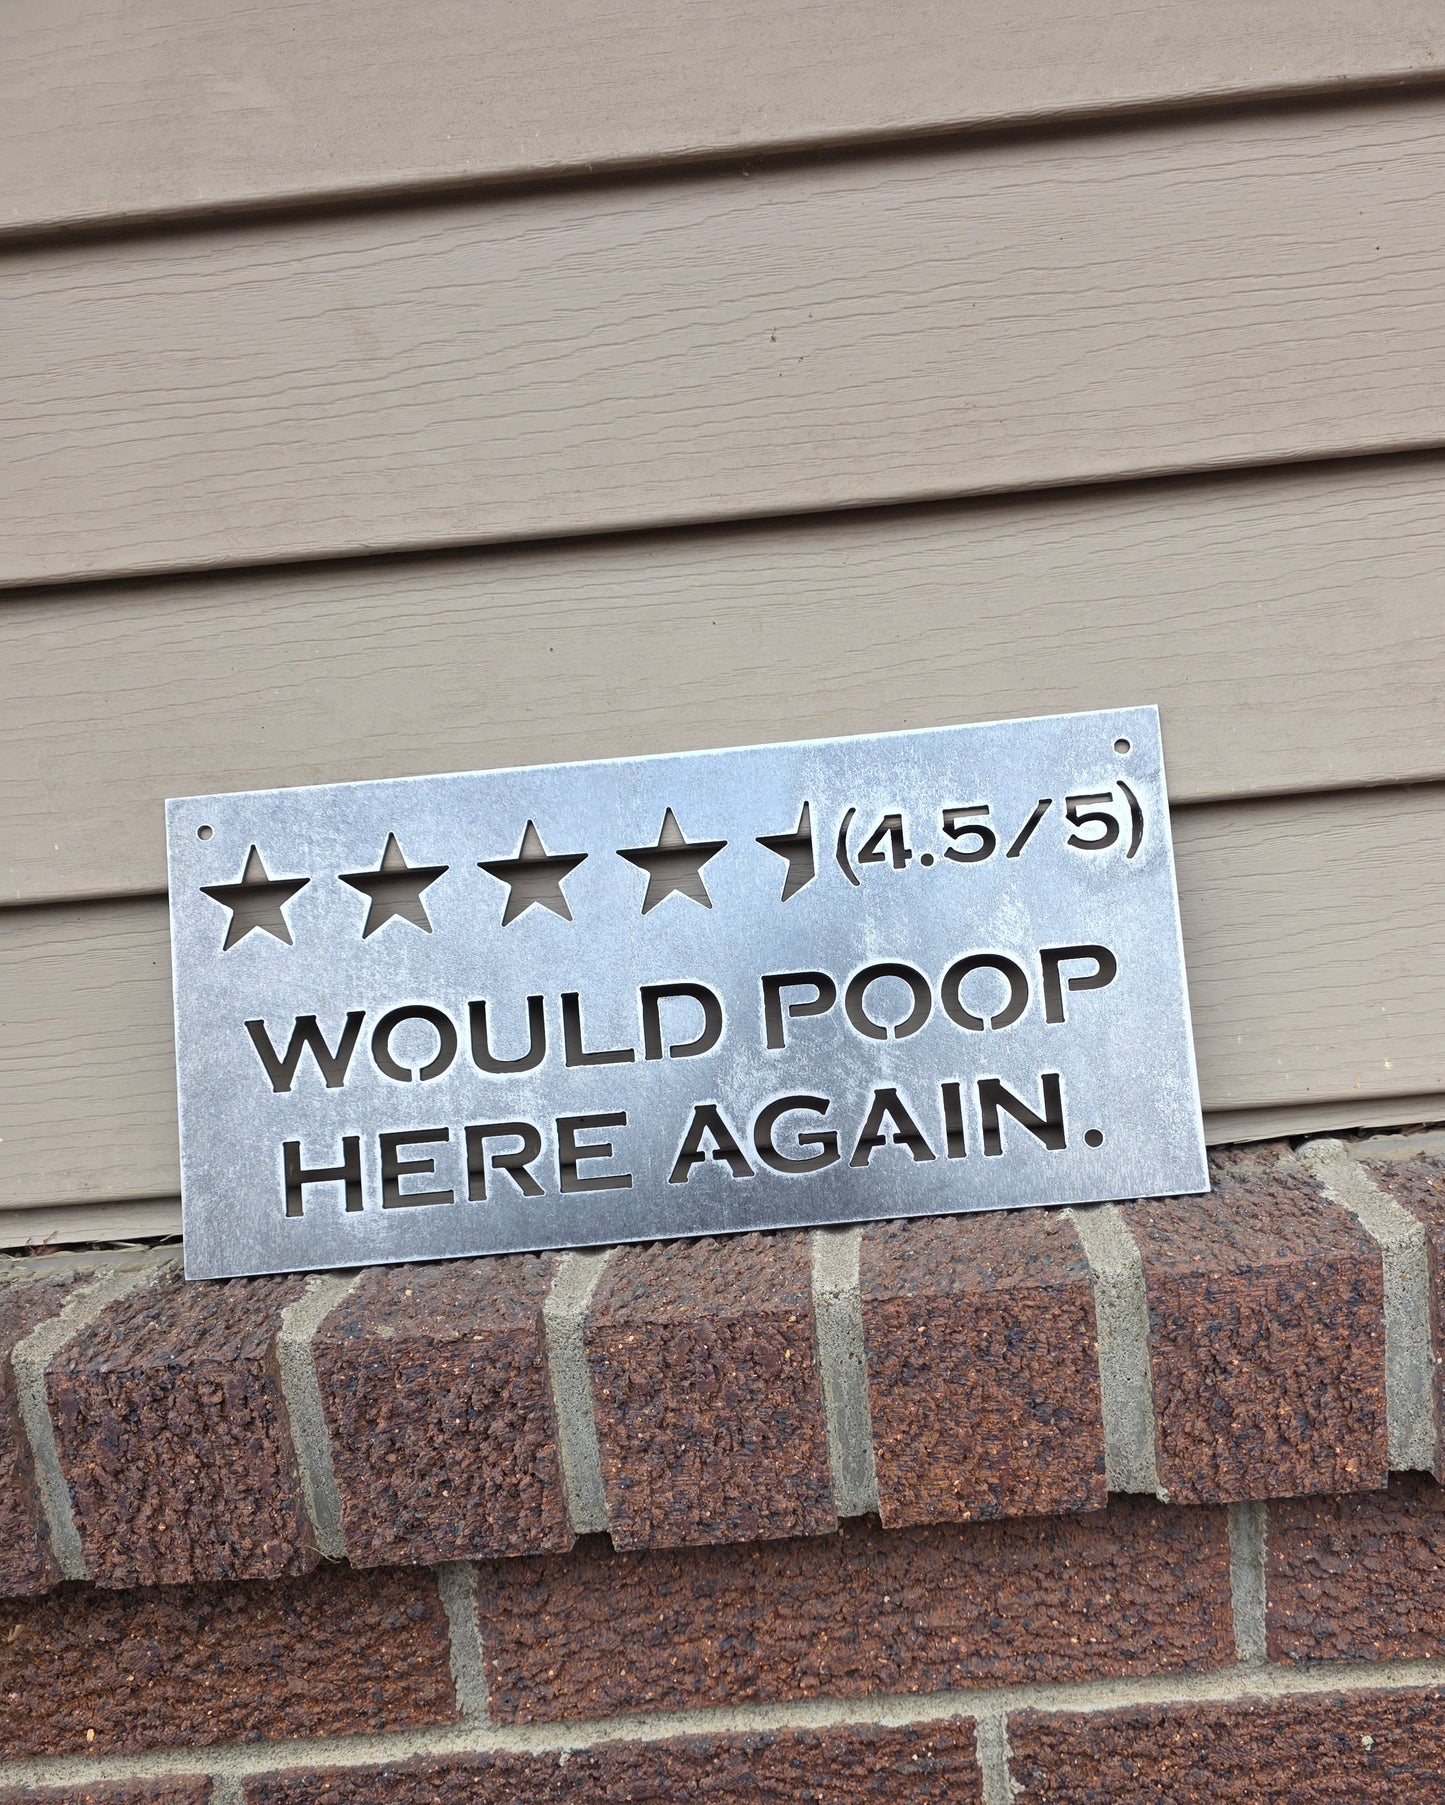 (4.5/5)
WOULD POOP
HERE AGAIN.